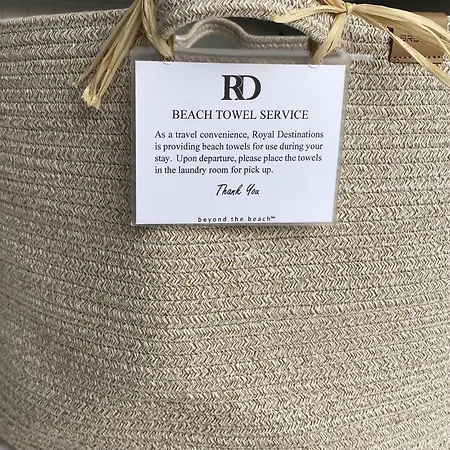 RD
BEACH TOWEL SERVICE
As a travel convenience, Royal Destinations
is providing beach towels for use during your
stay. Upon departure, please place the towels
in the laundry room for pick up.
Thank You
beyond the beach™